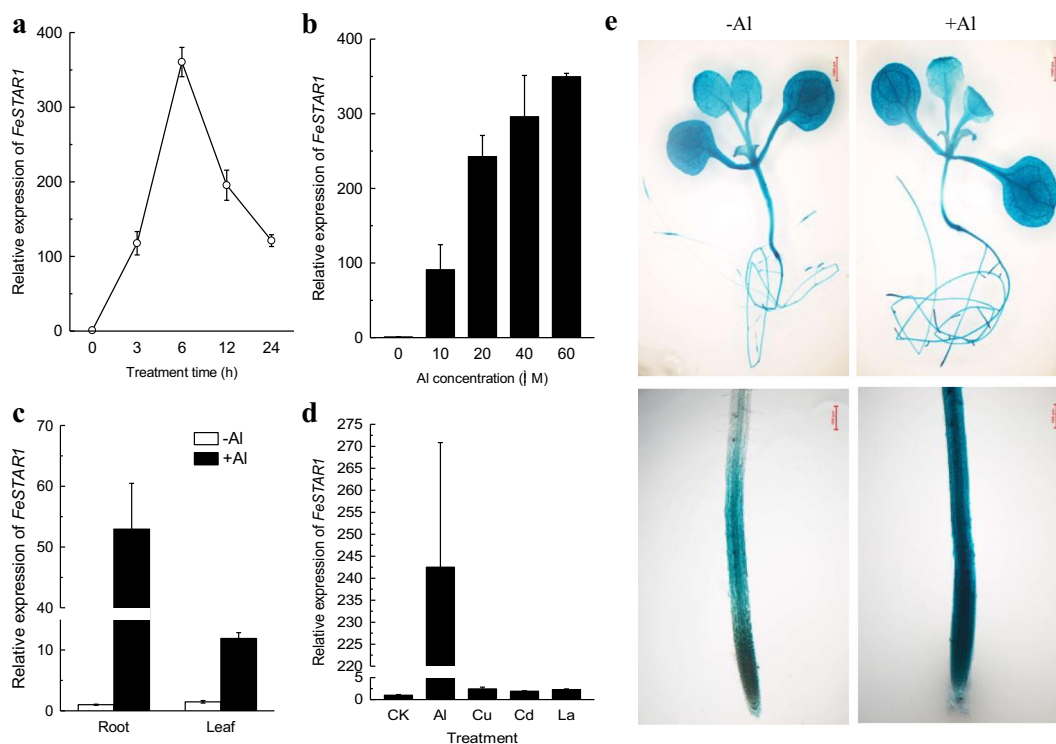 a
Relative expression of FeSTAR1
400
300
200
100
0
0 3 6 12 24
Treatment time (h)
b
Relative expression of FeSTAR1
400
300
200
100
0
0 10 20 40 60
Al concentration (Ì M)
c
Relative expression of FeSTAR1
70
60
50
40
10
0
-Al
+Al
Root Leaf
d
Relative expression of FeSTAR1
275
270
265
260
255
250
245
240
235
230
225
220
5
0
CK Al Cu Cd La
Treatment
e
-Al +Al